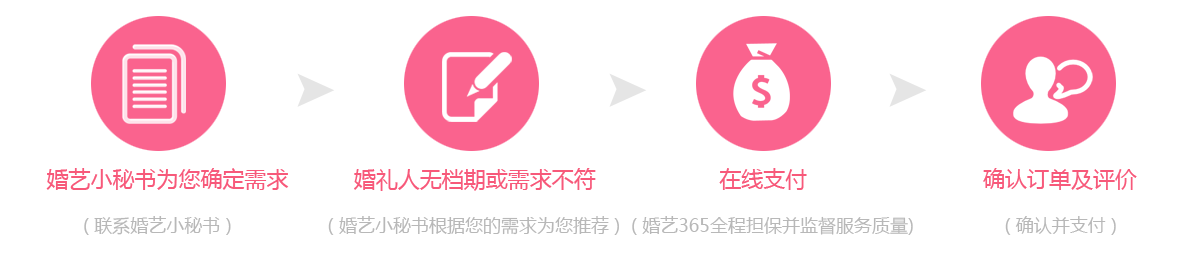 婚艺小秘书为您确定需求
婚礼人无档期或需求不符
在线支付
确认订单及评价
(联系婚艺小秘书)
(婚艺小秘书根据您的需求为您推荐)
(婚艺365全程担保并监督服务质量)
(确认并支付)